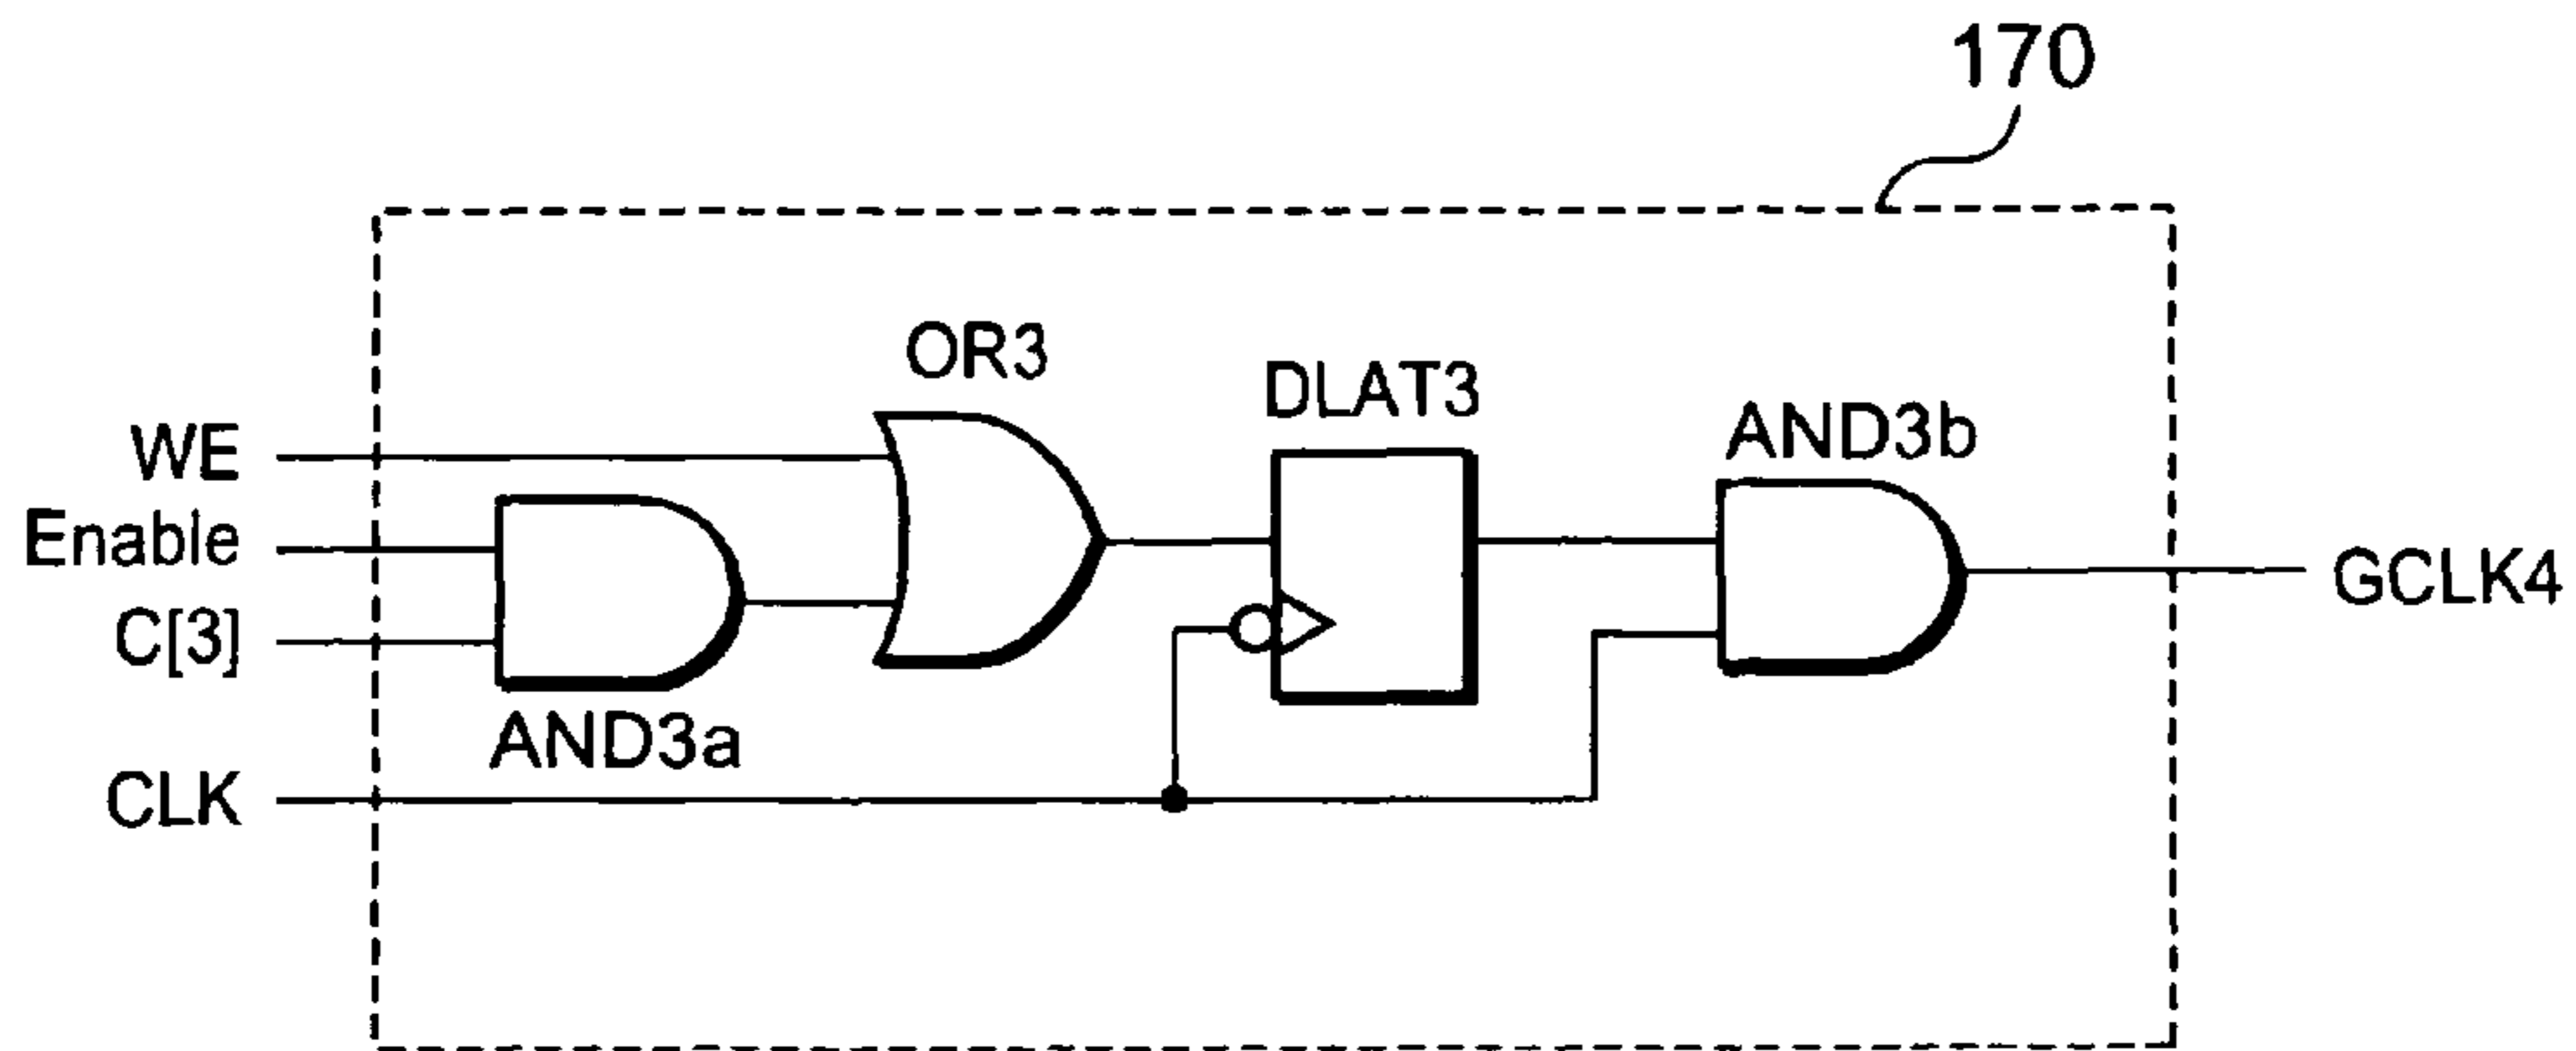 170
OR3
DLAT3
AND3b
WE
Enable
C[3]
AND3a
CLK
GCLK4